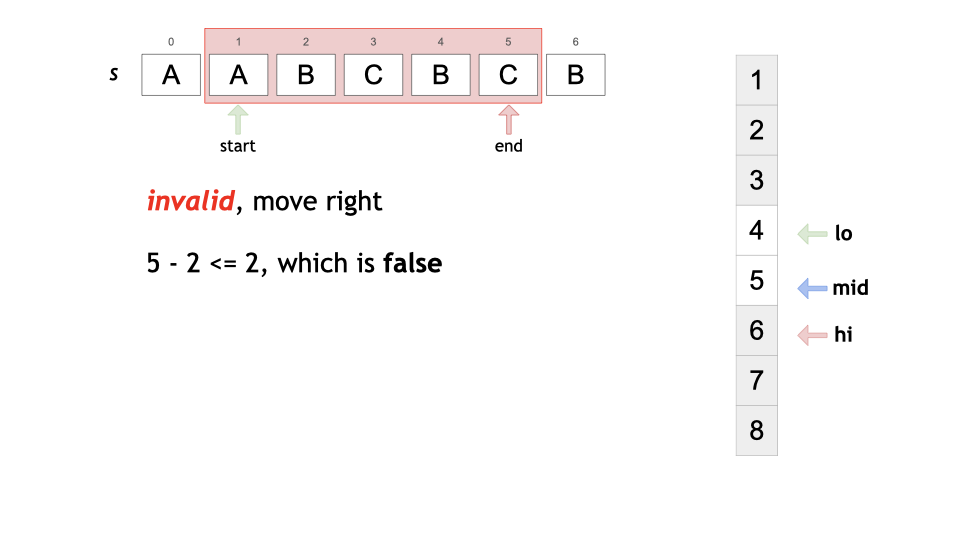 0 1 2 3 4 5 6
s A A B C B C B
start end
invalid, move right
5 - 2 <= 2, which is false
1
2
3
4 lo
5 mid
6 hi
7
8